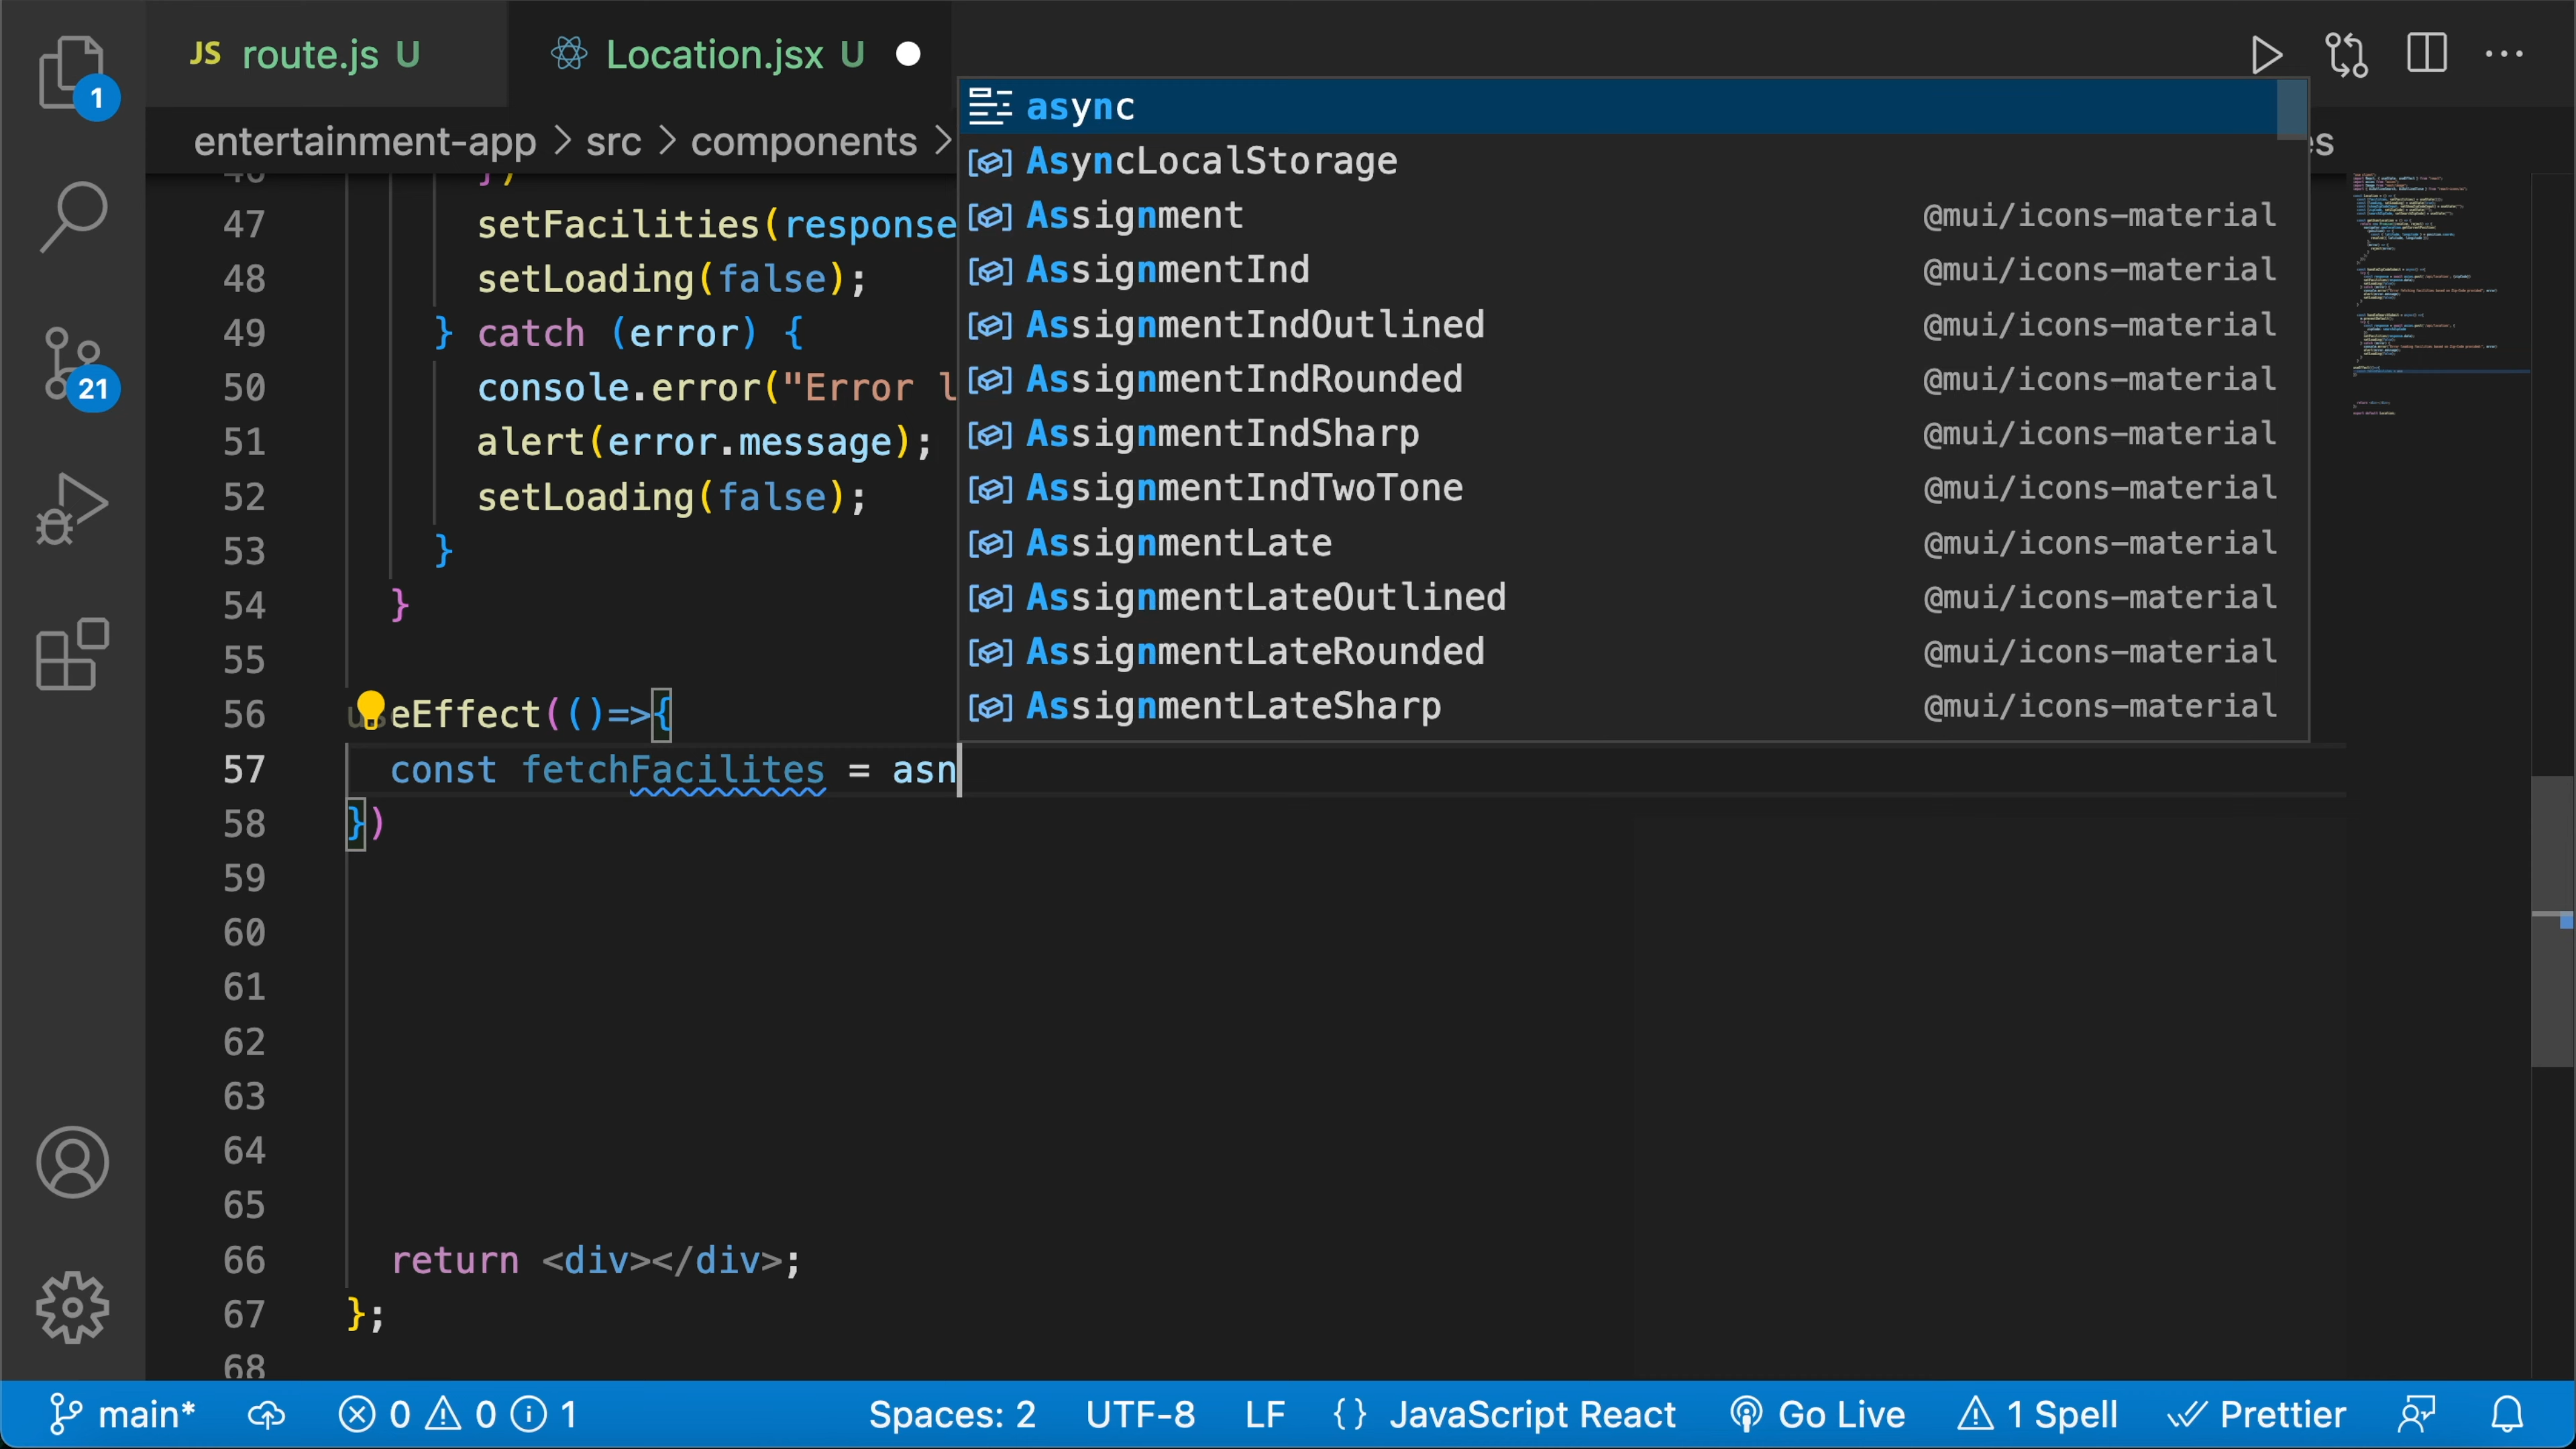 JS route.js U
Location.jsx U
1
entertainment-app > src > components >
es
47 setFacilities(response
48 setLoading(false);
49 } catch (error) {
50 console.error("Error l
51 alert(error.message);
52 setLoading(false);
53 }
54 }
55
56 eEffect(()=>{
57 const fetchFacilites = asn
58 })
59
60
61
62
63
64
65
66 return <div></div>;
67 };
68
async
AsyncLocalStorage
Assignment @mui/icons-material
AssignmentInd @mui/icons-material
AssignmentIndOutlined @mui/icons-material
AssignmentIndRounded @mui/icons-material
AssignmentIndSharp @mui/icons-material
AssignmentIndTwoTone @mui/icons-material
AssignmentLate @mui/icons-material
AssignmentLateOutlined @mui/icons-material
AssignmentLateRounded @mui/icons-material
AssignmentLateSharp @mui/icons-material
21
main* 0 0 1 Spaces: 2 UTF-8 LF {} JavaScript React Go Live 1 Spell Prettier